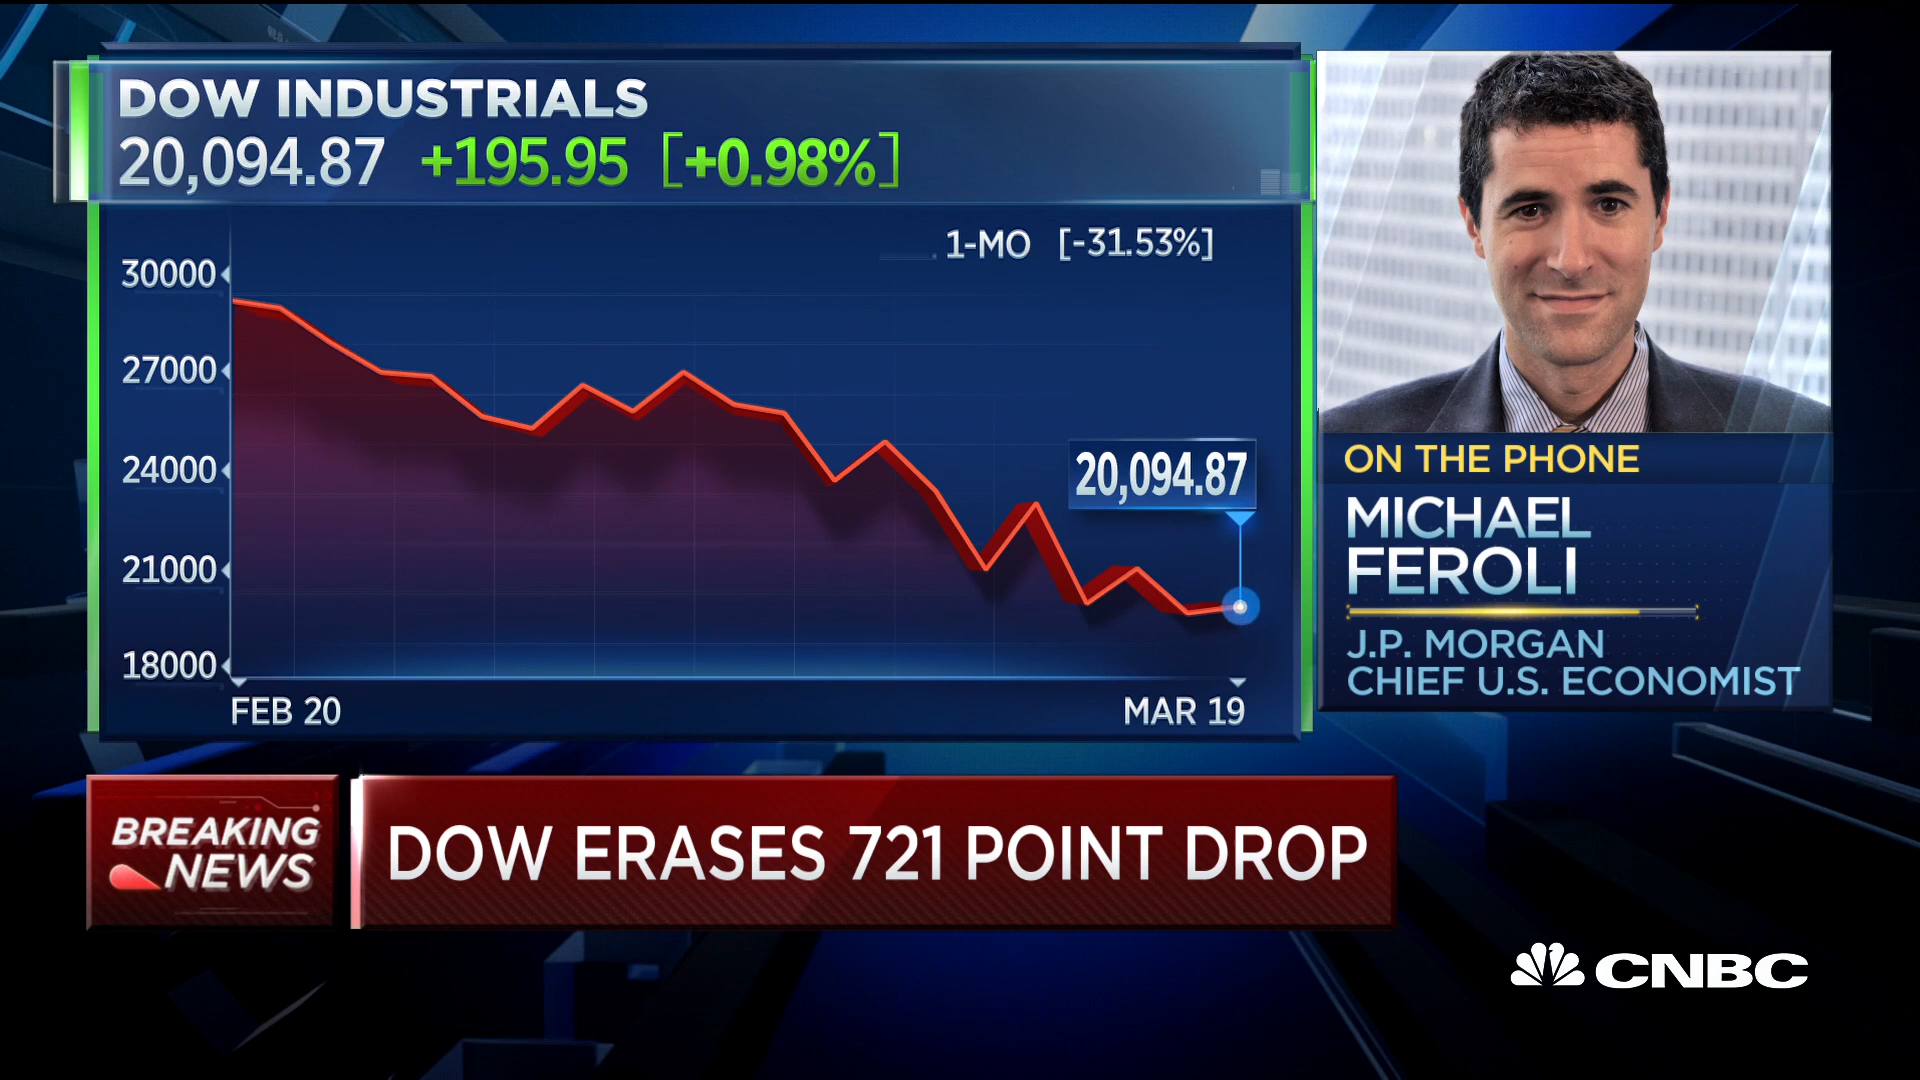 DOW INDUSTRIALS
20,094.87 +195.95 [+0.98%]
1-MO [-31.53%]
30000
27000
24000
21000
18000
20,094.87
FEB 20
MAR 19
ON THE PHONE
MICHAEL
FEROLI
J.P. MORGAN
CHIEF U.S. ECONOMIST
BREAKING
NEWS
DOW ERASES 721 POINT DROP
CNBC